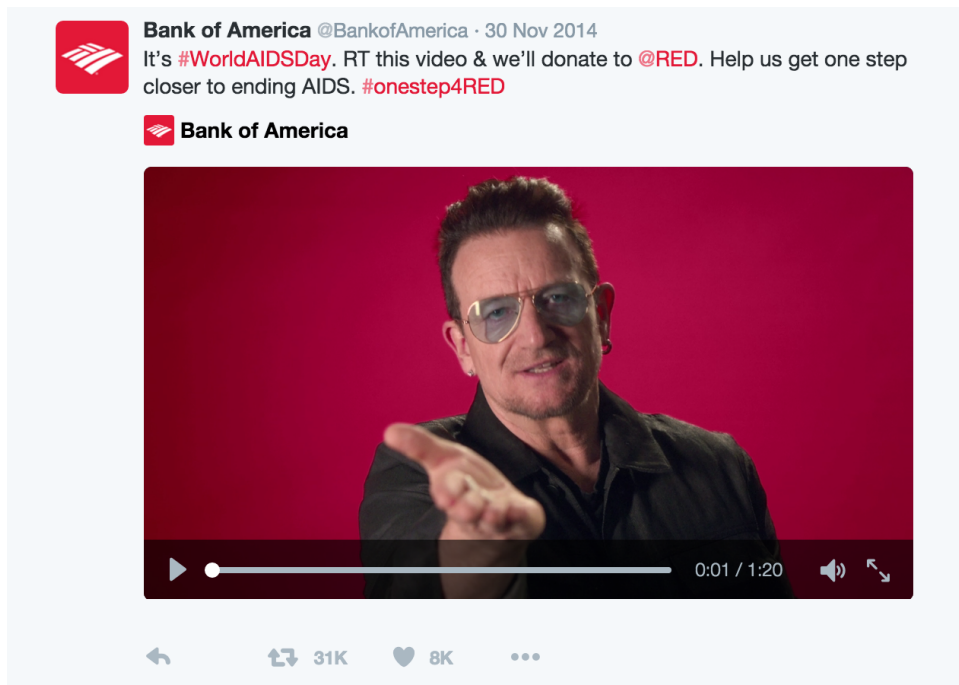 Bank of America @BankofAmerica · 30 Nov 2014
It's #WorldAIDSDay. RT this video & we'll donate to @RED. Help us get one step
closer to ending AIDS. #onestep4RED
Bank of America
0:01 / 1:20
31K 8K